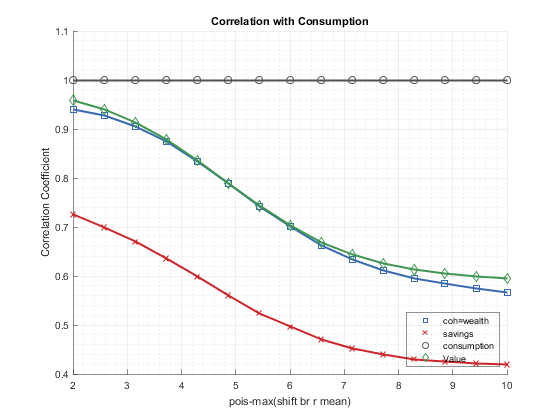 Correlation with Consumption
1.1
1
0.9
0.8
0.7
0.6
0.5
0.4
Correlation Coefficient
2 3 4 5 6 7 8 9 10
pois-max(shift br r mean)
coh=wealth
savings
consumption
Value